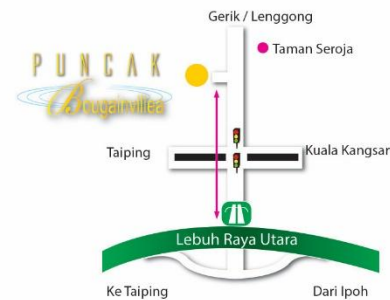 Gerik / Lenggong
Taman Seroja
PUNCAK
Bougainvillea
Taiping
Kuala Kangsar
Lebuh Raya Utara
Ke Taiping
Dari Ipoh